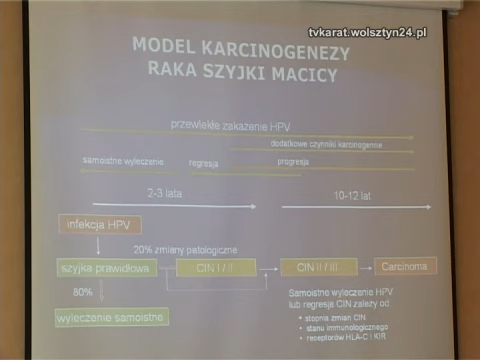 tvkarat.wolsztyn24.pl
MODEL KARCINOGENEZY
RAKA SZYJKI MACICY
przewlekłe zakażenie HPV
dodatkowe czynniki karcinogenne
samoistne wyleczenie
regresja
progresja
2-3 lata
10-12 lat
infekcja HPV
20% zmiany patologiczne
szyjka prawidłowa
CIN I / II
CIN II / III
Carcinoma
80%
wyleczenie samoistne
Samoistne wyleczenie HPV
lub regresja CIN zależy od:
• stopnia zmian CIN
• stanu immunologicznego
• receptorów HLA-C i KIR